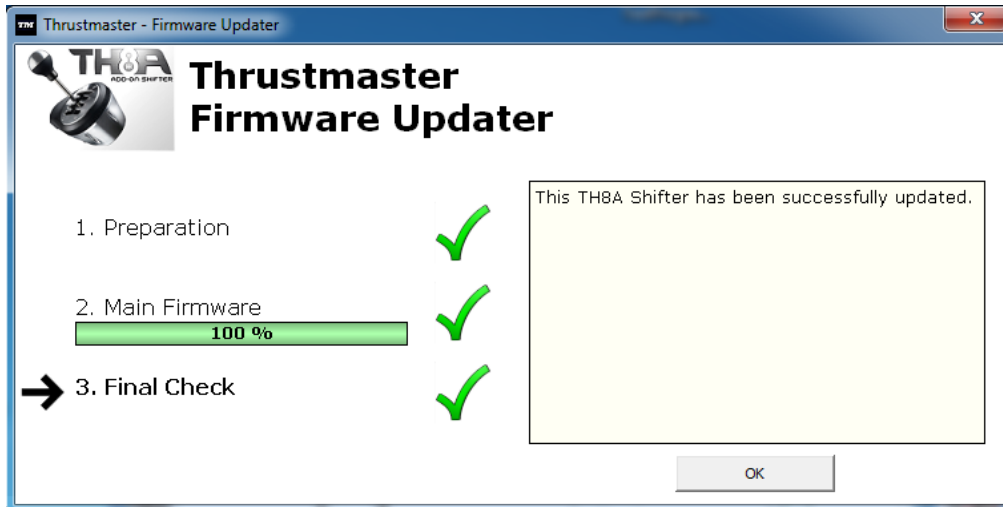 Thrustmaster - Firmware Updater
TH8A
ADD-ON SHIFTER
Thrustmaster
Firmware Updater
This TH8A Shifter has been successfully updated.
1. Preparation
2. Main Firmware
100 %
3. Final Check
OK